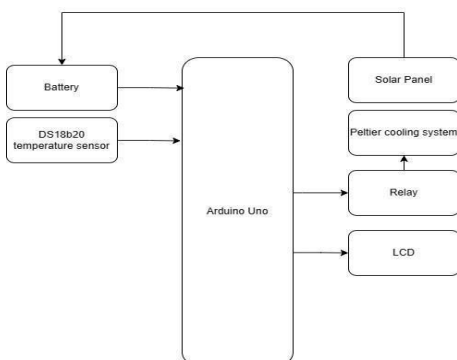 Battery
DS18b20
temperature sensor
Arduino Uno
Solar Panel
Peltier cooling system
Relay
LCD